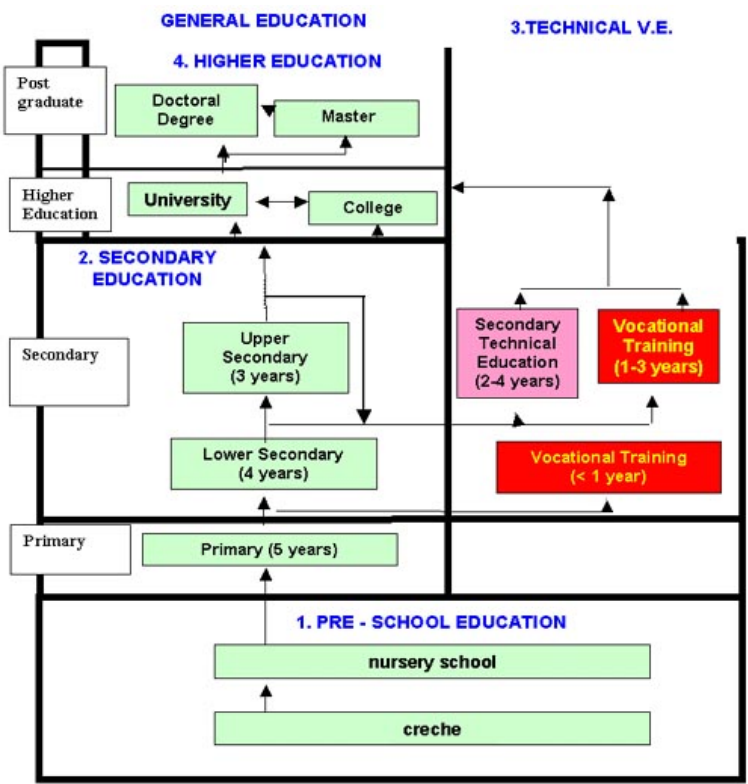 GENERAL EDUCATION
3.TECHNICAL V.E.
4. HIGHER EDUCATION
Post
graduate
Doctoral
Degree
Master
Higher
Education
University
College
2. SECONDARY
EDUCATION
Secondary
Upper
Secondary
(3 years)
Secondary
Technical
Education
(2-4 years)
Vocational
Training
(1-3 years)
Lower Secondary
(4 years)
Vocational Training
(< 1 year)
Primary
Primary (5 years)
1. PRE - SCHOOL EDUCATION
nursery school
creche